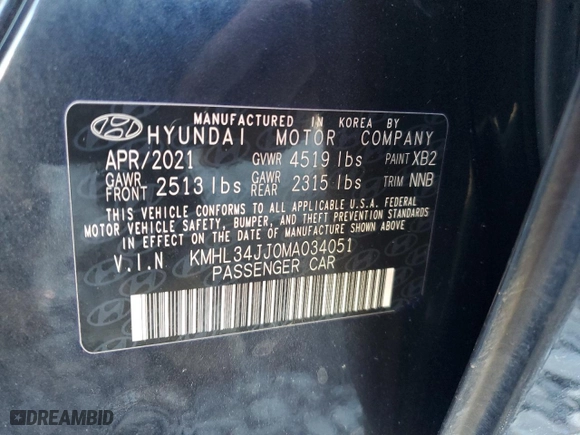 MANUFACTURED IN KOREA BY
HYUNDAI MOTOR COMPANY
APR/2021 GVWR 4519 lbs PAINT XB2
GAWR FRONT 2513 lbs GAWR REAR 2315 lbs TRIM NNB
THIS VEHICLE CONFORMS TO ALL APPLICABLE U.S.A. FEDERAL
MOTOR VEHICLE SAFETY, BUMPER, AND THEFT PREVENTION STANDARDS
IN EFFECT ON THE DATE OF MANUFACTURE SHOWN ABOVE
V.I.N KMHL34JJ0MA034051
PASSENGER CAR
DREAMBID